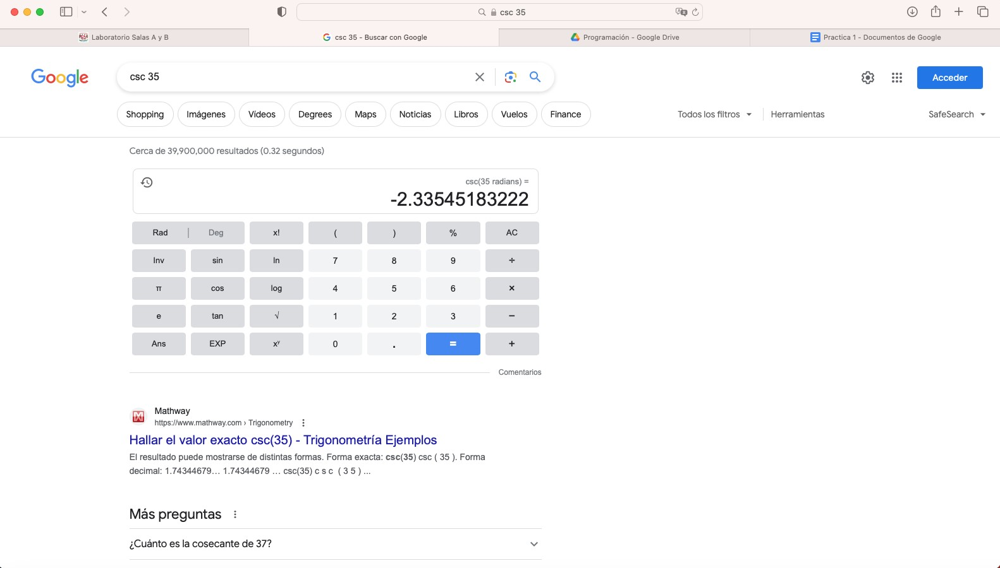 csc 35
Laboratorio Salas A y B
csc 35 - Buscar con Google
Programación - Google Drive
Practica 1 - Documentos de Google
Google
csc 35
Acceder
Shopping
Imágenes
Vídeos
Degrees
Maps
Noticias
Libros
Vuelos
Finance
Todos los filtros
Herramientas
SafeSearch
Cerca de 39,900,000 resultados (0.32 segundos)
csc(35 radians) =
-2.33545183222
Rad | Deg x! ( ) % AC
Inv sin ln 7 8 9 ÷
π cos log 4 5 6 ×
e tan √ 1 2 3 −
Ans EXP xʸ 0 . = +
Comentarios
Mathway
https://www.mathway.com › Trigonometry
Hallar el valor exacto csc(35) - Trigonometría Ejemplos
El resultado puede mostrarse de distintas formas. Forma exacta: csc(35) csc ( 35 ). Forma
decimal: 1.74344679… 1.74344679 … csc(35) c s c ( 3 5 ) ...
Más preguntas
¿Cuánto es la cosecante de 37?